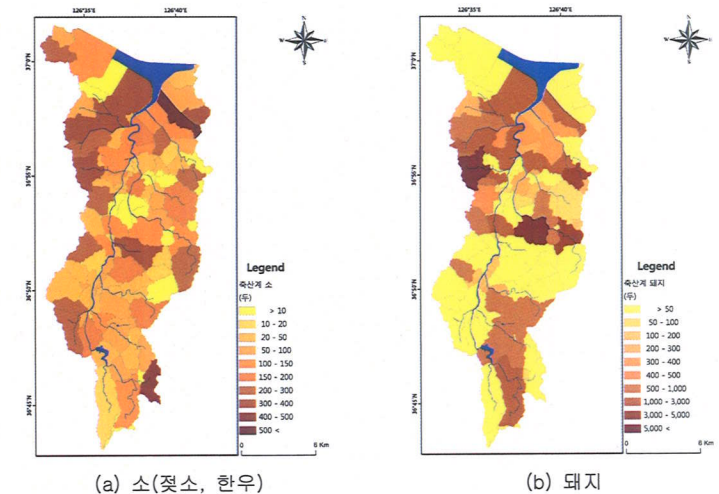 126°35'E 126°40'E
N
W E
S
37°0'N
36°55'N
36°50'N
36°45'N
Legend
축산계 소
(두)
> 10
10 - 20
20 - 50
50 - 100
100 - 150
150 - 200
200 - 300
300 - 400
400 - 500
500 <
0 6 Km
(a) 소(젖소, 한우)
126°35'E 126°40'E
N
W E
S
37°0'N
36°55'N
36°50'N
36°45'N
Legend
축산계 돼지
(두)
> 50
50 - 100
100 - 200
200 - 300
300 - 400
400 - 500
500 - 1,000
1,000 - 3,000
3,000 - 5,000
5,000 <
0 6 Km
(b) 돼지